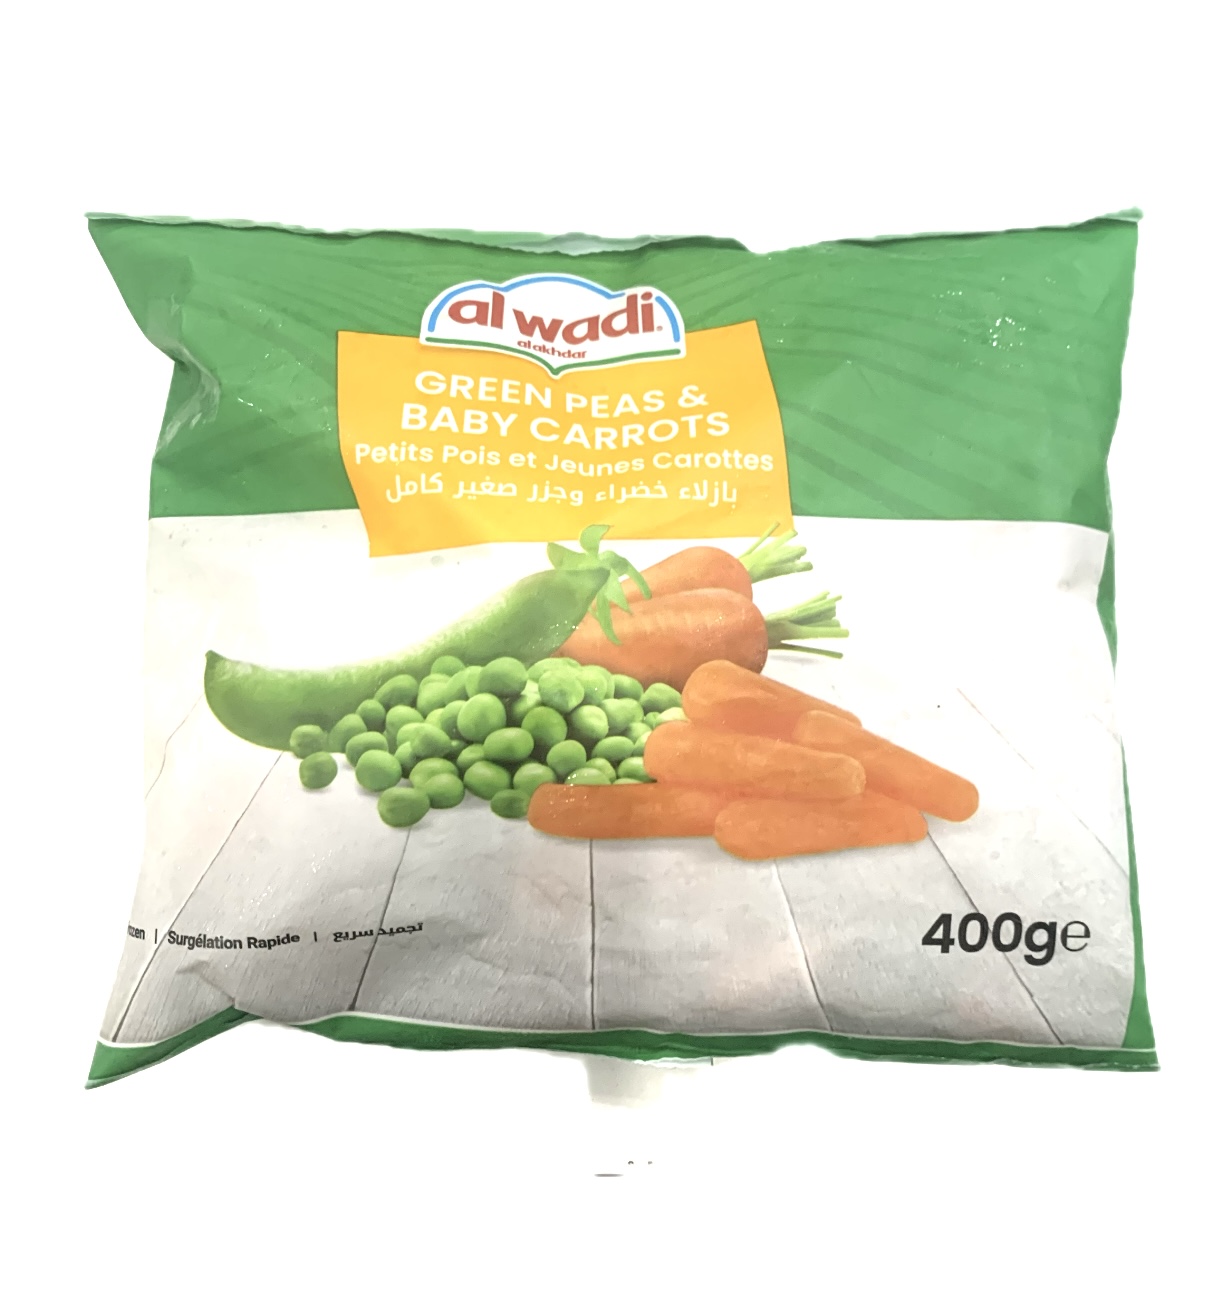 al wadi
al akhdar
GREEN PEAS &
BABY CARROTS
Petits Pois et Jeunes Carottes
بازلاء خضراء وجزر صغير كامل
| Surgélation Rapide | تجميد سريع
400g℮